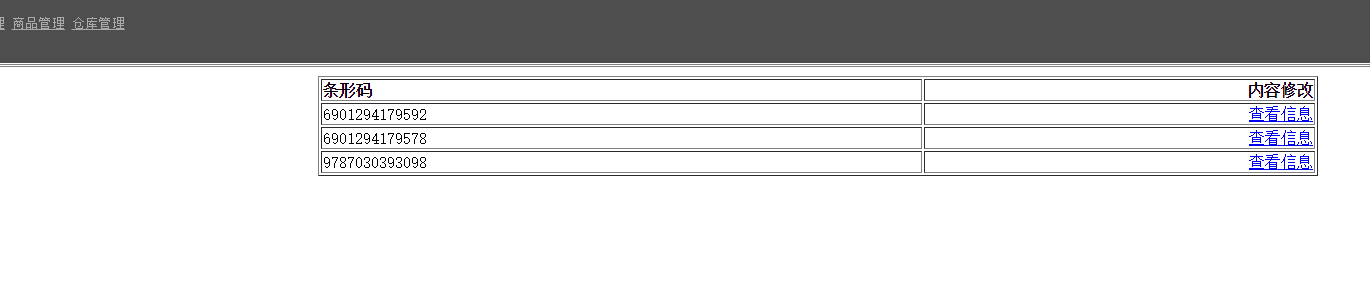 理 商品管理 仓库管理
条形码 内容修改
6901294179592 查看信息
6901294179578 查看信息
9787030393098 查看信息